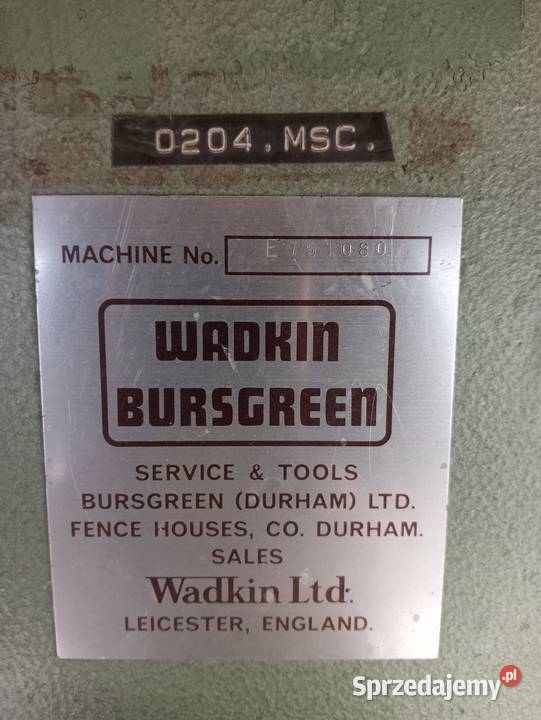 0204.MSC.
MACHINE No.
WADKIN
BURSGREEN
SERVICE & TOOLS
BURSGREEN (DURHAM) LTD.
FENCE HOUSES, CO. DURHAM.
SALES
Wadkin Ltd.
LEICESTER, ENGLAND.
Sprzedajemy.pl